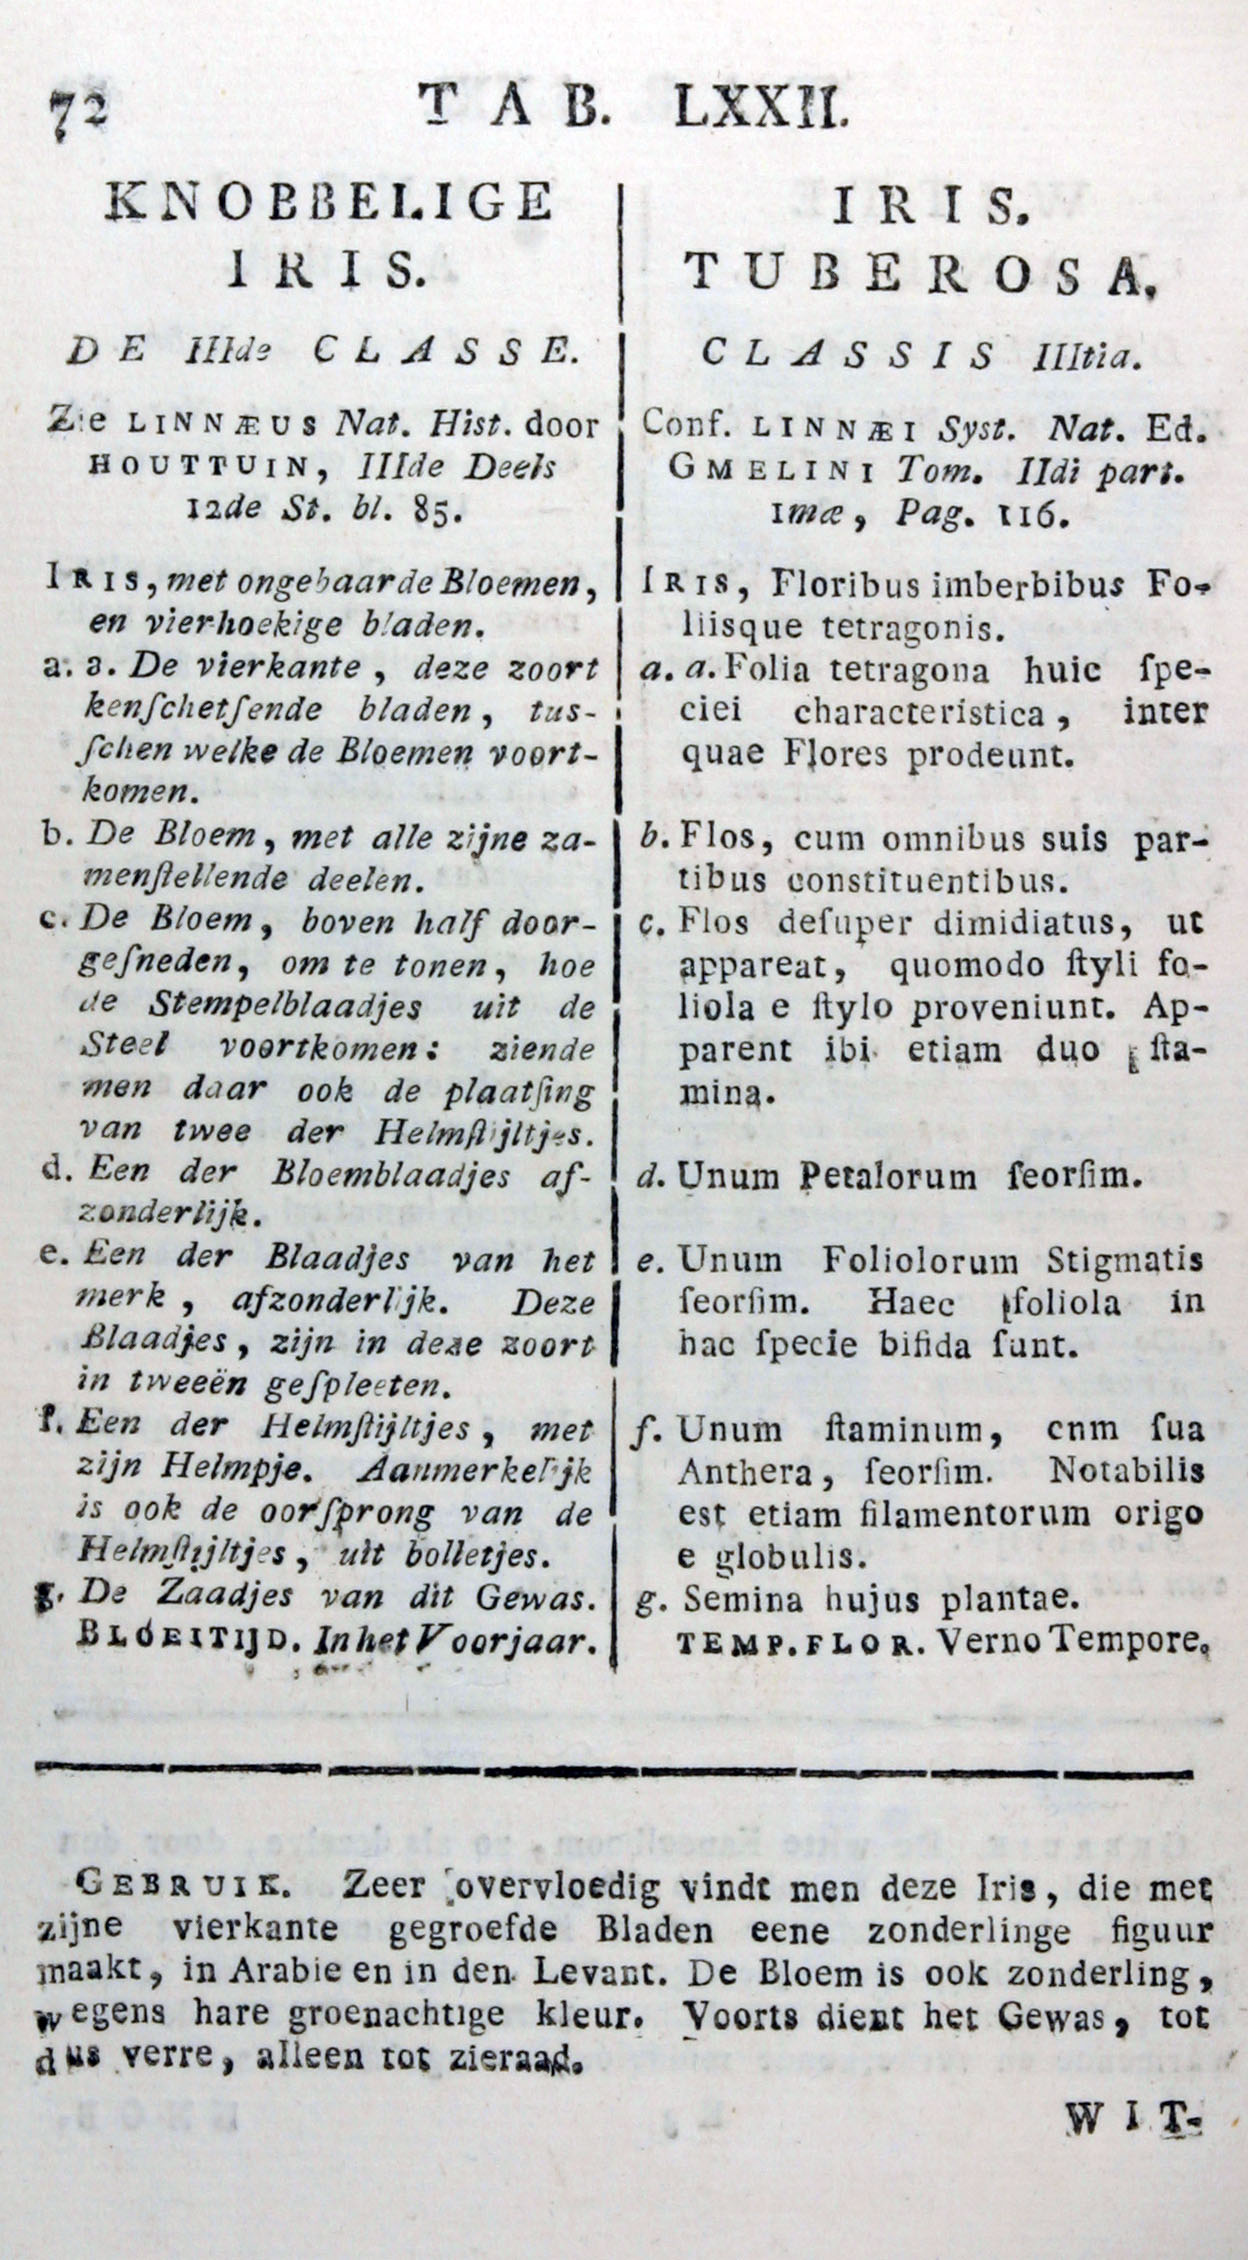 72 TAB. LXXII.
KNOBBELIGE
IRIS.
DE IIIde CLASSE.
Zie LINNÆUS Nat. Hist. door
HOUTTUIN, IIIde Deels
12de St. bl. 85.
IRIS, met ongebaarde Bloemen,
en vierhoekige bladen.
a. a. De vierkante, deze zoort
kenſchetſende bladen, tus-
ſchen welke de Bloemen voort-
komen.
b. De Bloem, met alle zijne za-
menſtellende deelen.
c. De Bloem, boven half door-
geſneden, om te tonen, hoe
de Stempelblaadjes uit de
Steel voortkomen: ziende
men daar ook de plaatſing
van twee der Helmſtijltjes.
d. Een der Bloemblaadjes af-
zonderlijk.
e. Een der Blaadjes van het
merk, afzonderlijk. Deze
Blaadjes, zijn in deze zoort
in tweeën geſpleeten.
f. Een der Helmſtijltjes, met
zijn Helmpje. Aanmerkelijk
is ook de oorſprong van de
Helmſtijltjes, uit bolletjes.
g. De Zaadjes van dit Gewas.
BLOEITIJD. In het Voorjaar.
IRIS.
TUBEROSA.
CLASSIS IIItia.
Conf. LINNÆI Syst. Nat. Ed.
GMELINI Tom. IIdi part.
1mæ, Pag. 116.
IRIS, Floribus imberbibus Fo-
liisque tetragonis.
a. a. Folia tetragona huic ſpe-
ciei characteristica, inter
quae Flores prodeunt.
b. Flos, cum omnibus suis par-
tibus constituentibus.
c. Flos deſuper dimidiatus, ut
appareat, quomodo ſtyli fo-
liola e ſtylo proveniunt. Ap-
parent ibi etiam duo ſta-
mina.
d. Unum Petalorum ſeorſim.
e. Unum Foliolorum Stigmatis
ſeorſim. Haec foliola in
hac ſpecie bifida ſunt.
f. Unum ſtaminum, cnm ſua
Anthera, ſeorſim. Notabilis
est etiam filamentorum origo
e globulis.
g. Semina hujus plantae.
TEMP. FLOR. Verno Tempore.
GEBRUIK. Zeer overvloedig vindt men deze Iris, die met
zijne vierkante gegroefde Bladen eene zonderlinge figuur
maakt, in Arabie en in den Levant. De Bloem is ook zonderling,
wegens hare groenachtige kleur. Voorts dient het Gewas, tot
dus verre, alleen tot zieraad.
WIT-